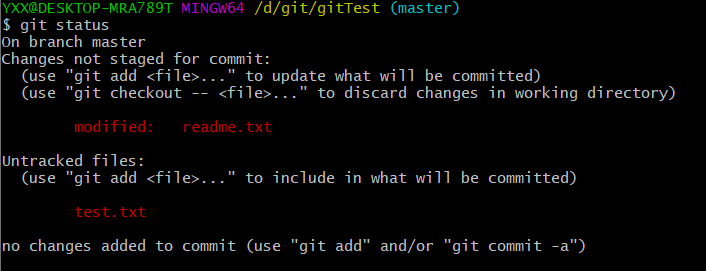 YXX@DESKTOP-MRA789T MINGW64 /d/git/gitTest (master)
$ git status
On branch master
Changes not staged for commit:
  (use "git add <file>..." to update what will be committed)
  (use "git checkout -- <file>..." to discard changes in working directory)
        modified:   readme.txt
Untracked files:
  (use "git add <file>..." to include in what will be committed)
        test.txt
no changes added to commit (use "git add" and/or "git commit -a")